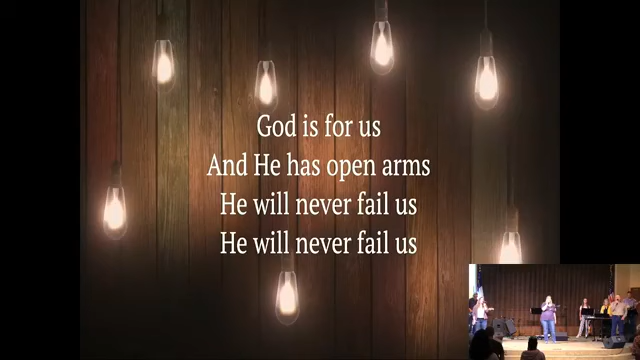 God is for us
And He has open arms
He will never fail us
He will never fail us